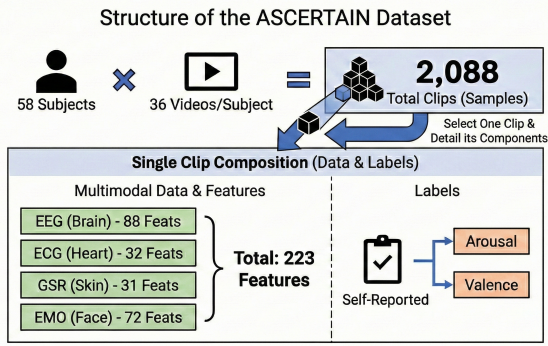 Structure of the ASCERTAIN Dataset
58 Subjects
36 Videos/Subject
2,088
Total Clips (Samples)
Select One Clip &
Detail its Components
Single Clip Composition (Data & Labels)
Multimodal Data & Features
EEG (Brain) - 88 Feats
ECG (Heart) - 32 Feats
GSR (Skin) - 31 Feats
EMO (Face) - 72 Feats
Total: 223
Features
Labels
Self-Reported
Arousal
Valence